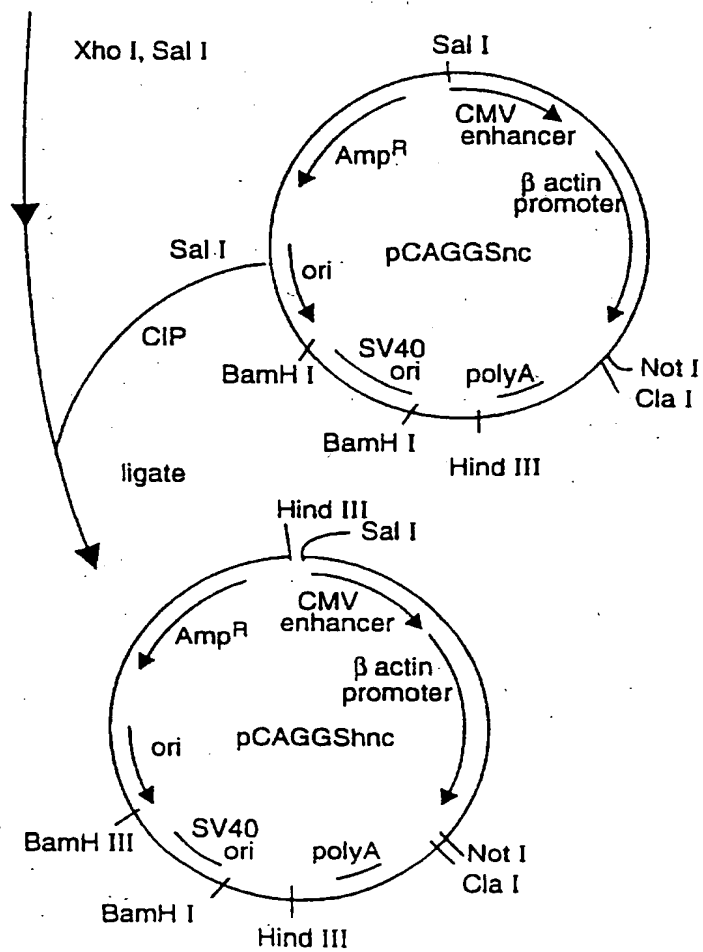 Xho I, Sal I
Sal I
CMV
enhancer
AmpR
β actin
promoter
Sal I
pCAGGSnc
ori
CIP
SV40
ori
polyA
BamH I
Not I
Cla I
BamH I
Hind III
ligate
Hind III
Sal I
CMV
enhancer
AmpR
β actin
promoter
ori
pCAGGShnc
SV40
ori
polyA
BamH III
Not I
Cla I
BamH I
Hind III